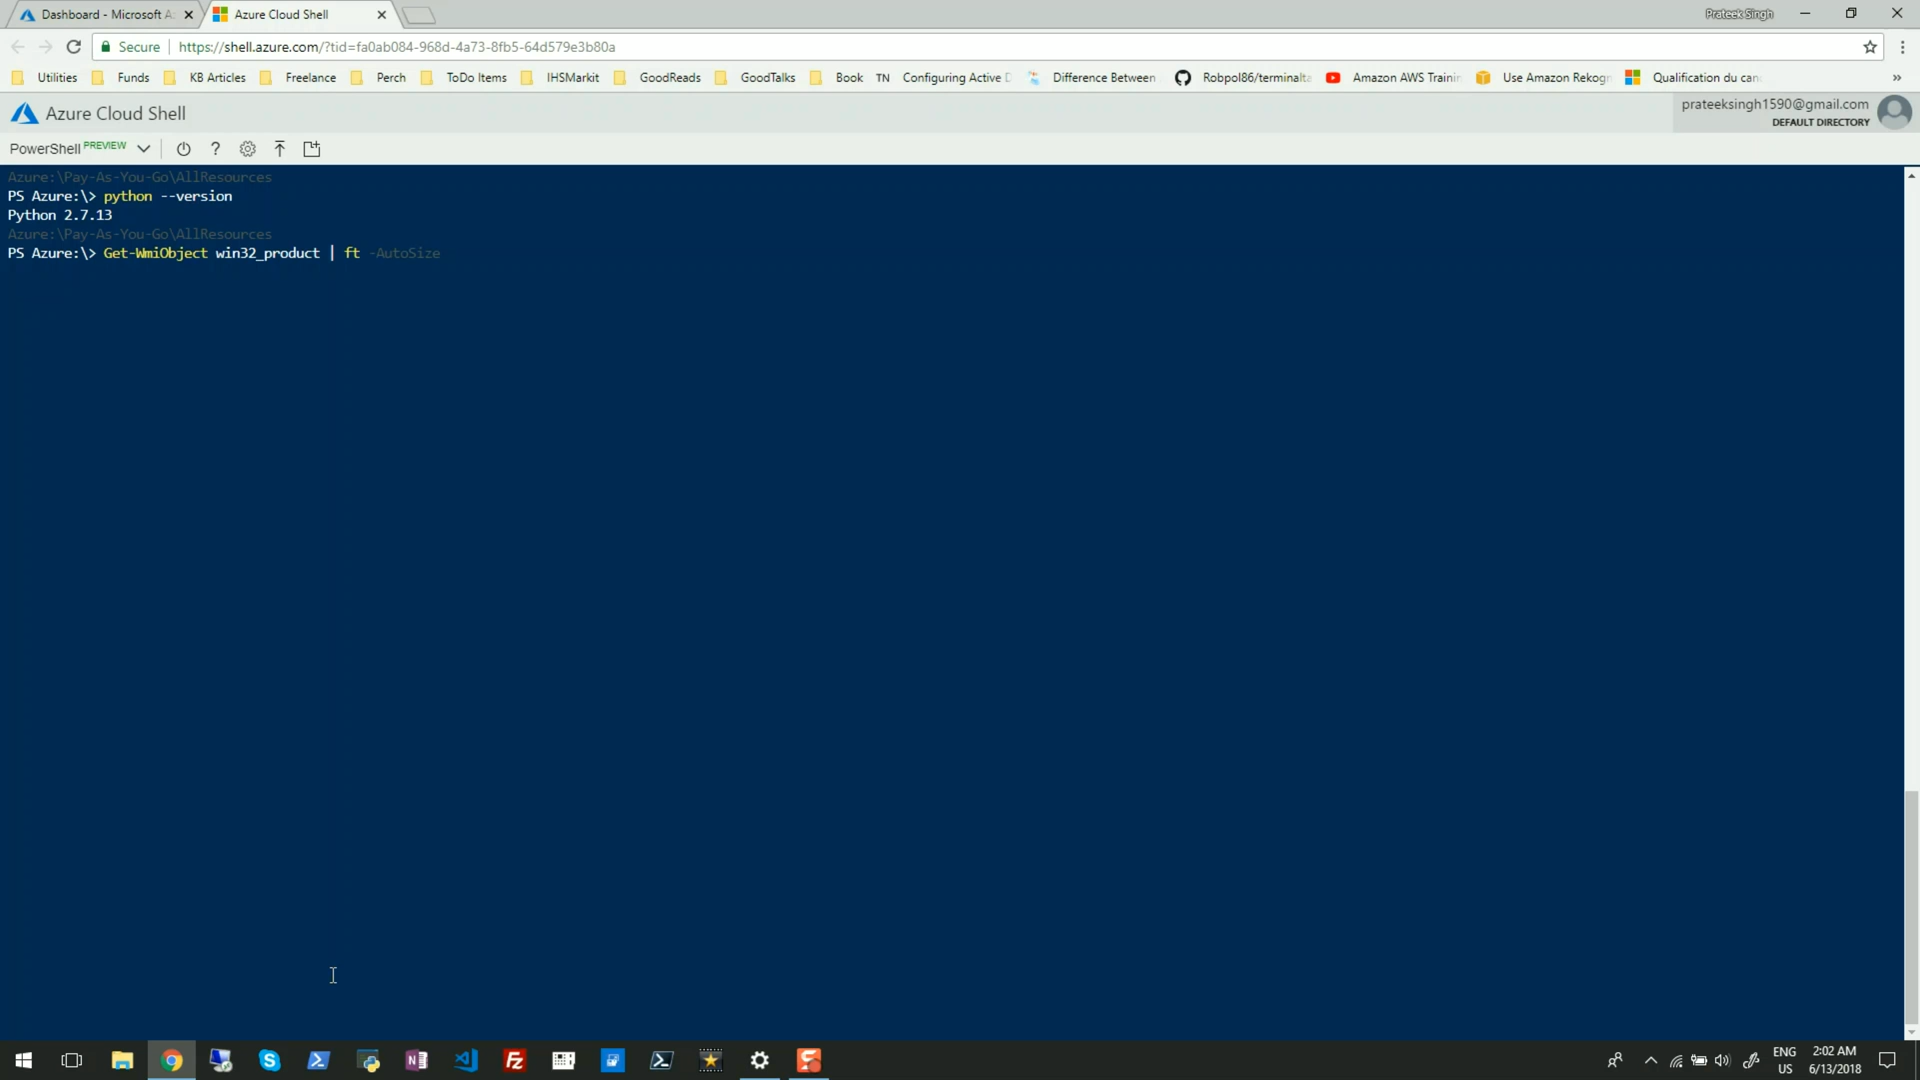 Dashboard - Microsoft A
Azure Cloud Shell
Prateek Singh
Secure
https://shell.azure.com/?tid=fa0ab084-968d-4a73-8fb5-64d579e3b80a
Utilities
Funds
KB Articles
Freelance
Perch
ToDo Items
IHSMarkit
GoodReads
GoodTalks
Book
TN Configuring Active D
Difference Between
Robpol86/terminalta
Amazon AWS Trainin
Use Amazon Rekogn
Qualification du can
»
Azure Cloud Shell
prateeksingh1590@gmail.com
DEFAULT DIRECTORY
PowerShell PREVIEW
?
Azure:\Pay-As-You-Go\AllResources
PS Azure:\> python --version
Python 2.7.13
Azure:\Pay-As-You-Go\AllResources
PS Azure:\> Get-WmiObject win32_product | ft -AutoSize
ENG
US
2:02 AM
6/13/2018